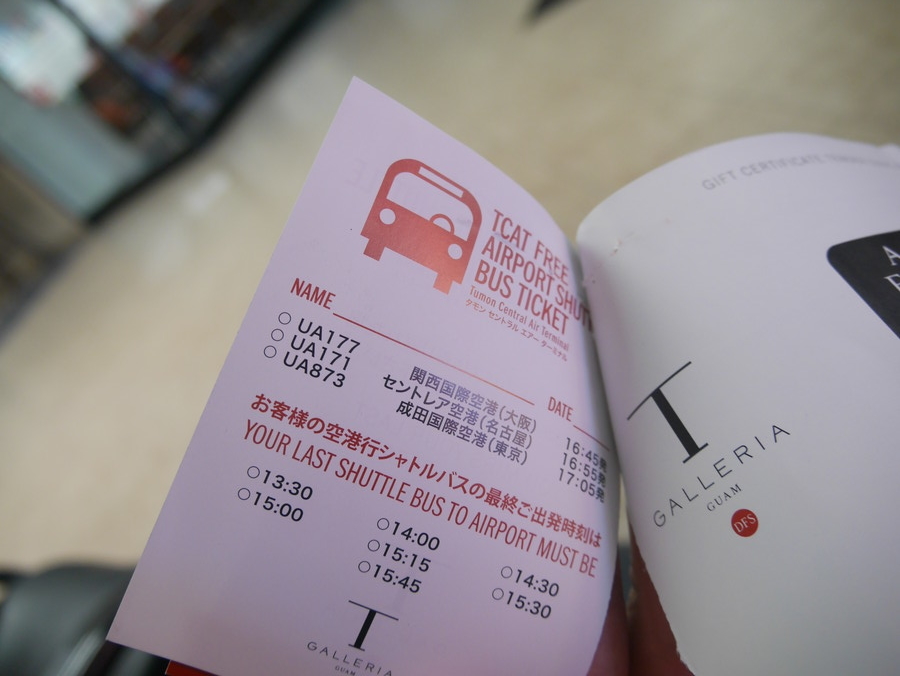 TCAT FREE
AIRPORT SHUTT
BUS TICKET
Tumon Central Air Terminal
タモン セントラル エアー ターミナル
NAME
DATE
○ UA177 関西国際空港(大阪) 16:45発
○ UA171 セントレア空港(名古屋) 16:55発
○ UA873 成田国際空港(東京) 17:05発
お客様の空港行シャトルバスの最終ご出発時刻は
YOUR LAST SHUTTLE BUS TO AIRPORT MUST BE
○13:30 ○14:00 ○14:30
○15:00 ○15:15 ○15:30
○15:45
T
GALLERIA
GUAM
GIFT CERTIFICATE
T
GALLERIA
GUAM
DFS